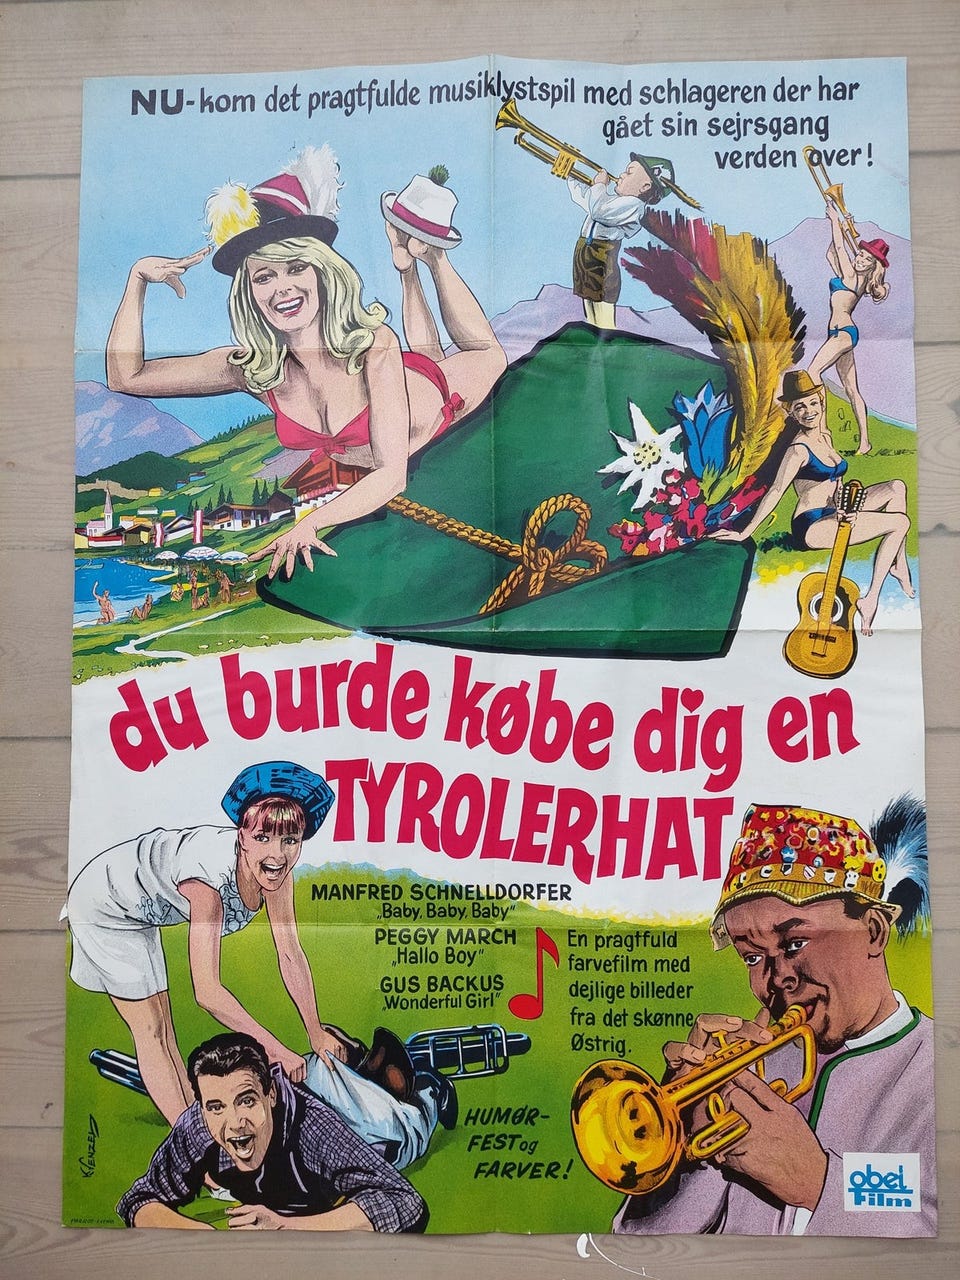 NU-kom det pragtfulde musiklystspil med schlageren der har
gået sin sejrsgang
verden over!
du burde købe dig en
TYROLERHAT
MANFRED SCHNELLDORFER
„Baby, Baby, Baby"
PEGGY MARCH
„Hallo Boy"
GUS BACKUS
„Wonderful Girl"
En pragtfuld
farvefilm med
dejlige billeder
fra det skønne
Østrig.
HUMØR-
FEST og
FARVER!
K. WENZEL
obel
Film